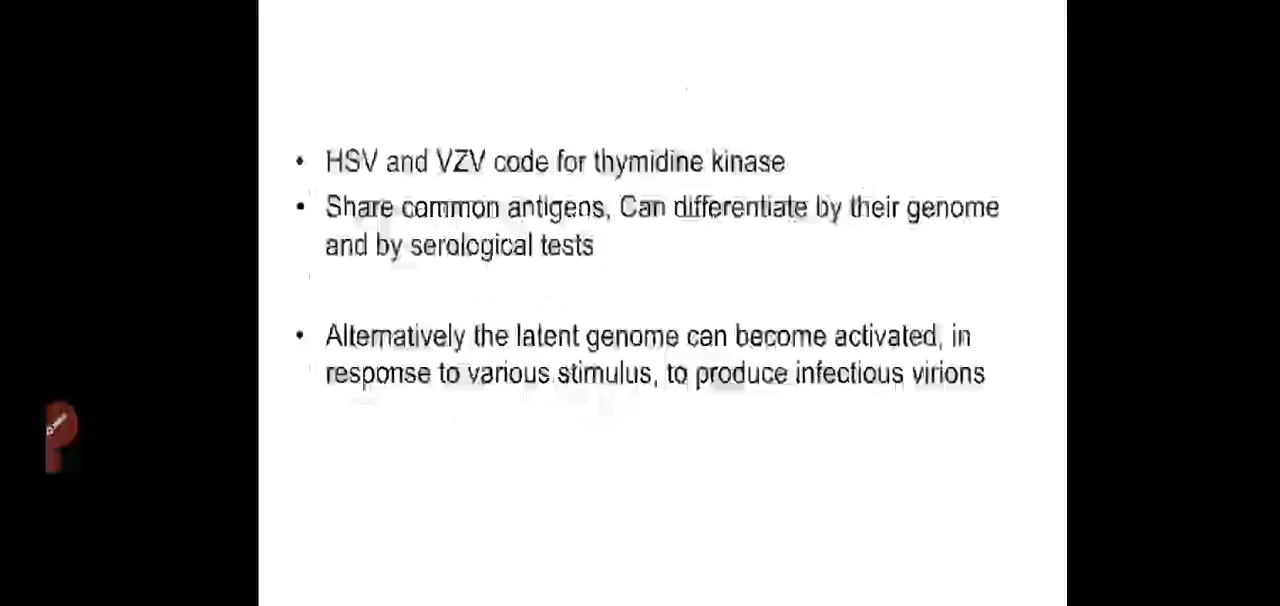 • HSV and VZV code for thymidine kinase
• Share common antigens, Can differentiate by their genome
and by serological tests
• Alternatively the latent genome can become activated, in
response to various stimulus, to produce infectious virions